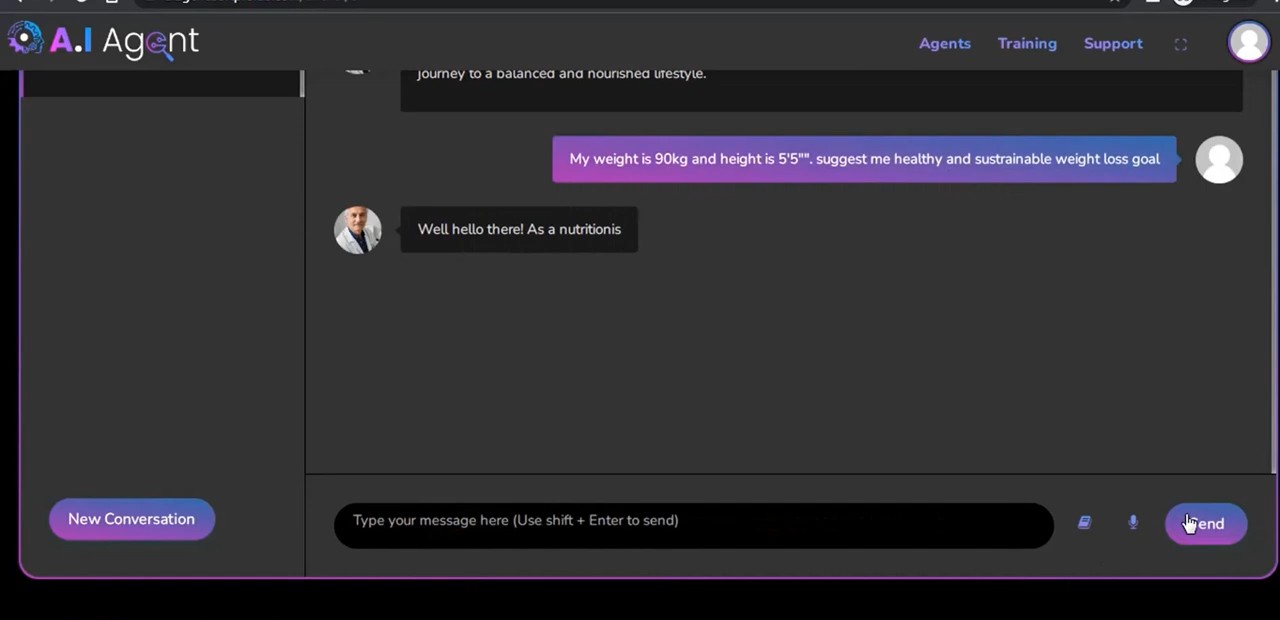 A.I Agent
Agents
Training
Support
journey to a balanced and nourished lifestyle.
My weight is 90kg and height is 5'5"". suggest me healthy and sustrainable weight loss goal
Well hello there! As a nutritionis
New Conversation
Type your message here (Use shift + Enter to send)